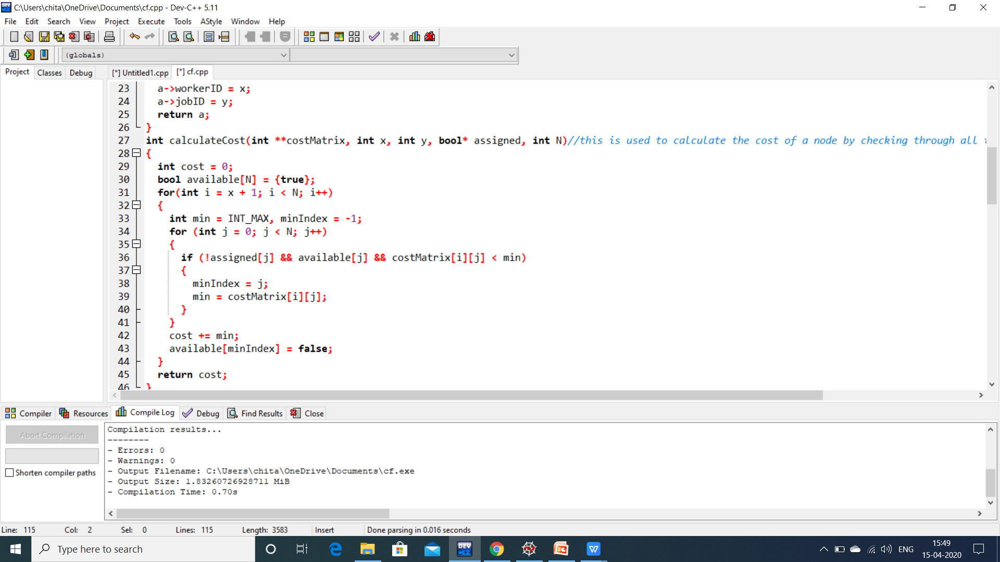 C:\Users\chita\OneDrive\Documents\cf.cpp - Dev-C++ 5.11
File Edit Search View Project Execute Tools AStyle Window Help
(globals)
Project Classes Debug [*] Untitled1.cpp [*] cf.cpp
23 a->workerID = x;
24 a->jobID = y;
25 return a;
26 }
27 int calculateCost(int **costMatrix, int x, int y, bool* assigned, int N)//this is used to calculate the cost of a node by checking through all
28 {
29 int cost = 0;
30 bool available[N] = {true};
31 for(int i = x + 1; i < N; i++)
32 {
33 int min = INT_MAX, minIndex = -1;
34 for (int j = 0; j < N; j++)
35 {
36 if (!assigned[j] && available[j] && costMatrix[i][j] < min)
37 {
38 minIndex = j;
39 min = costMatrix[i][j];
40 }
41 }
42 cost += min;
43 available[minIndex] = false;
44 }
45 return cost;
46 }
Compiler Resources Compile Log Debug Find Results Close
Abort Compilation
Shorten compiler paths
Compilation results...
--------
- Errors: 0
- Warnings: 0
- Output Filename: C:\Users\chita\OneDrive\Documents\cf.exe
- Output Size: 1.83260726928711 MiB
- Compilation Time: 0.70s
Line: 115 Col: 2 Sel: 0 Lines: 115 Length: 3583 Insert Done parsing in 0.016 seconds
Type here to search
DEV C++
ENG
15:49
15-04-2020